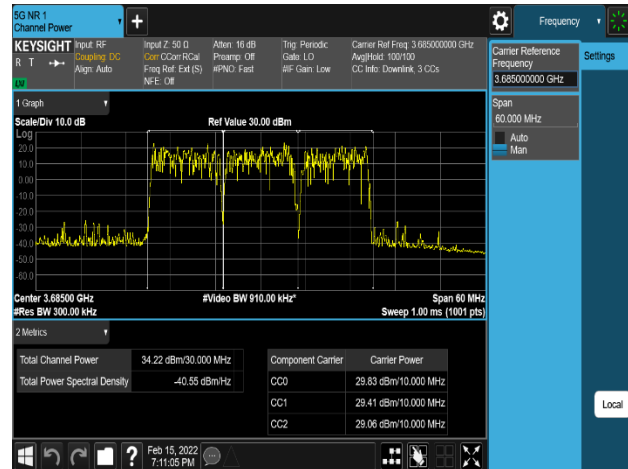 5G NR 1
Channel Power
Frequency
KEYSIGHT
R T
LXI
Input: RF
Coupling: DC
Align: Auto
Input Z: 50 Ω
Corr CCorr RCal
Freq Ref: Ext (S)
NFE: Off
Atten: 16 dB
Preamp: Off
#PNO: Fast
Trig: Periodic
Gate: LO
#IF Gain: Low
Carrier Ref Freq: 3.685000000 GHz
Avg|Hold: 100/100
CC Info: Downlink, 3 CCs
Carrier Reference
Frequency
3.685000000 GHz
Settings
Span
60.000 MHz
Auto
Man
1 Graph
Scale/Div 10.0 dB
Ref Value 30.00 dBm
Log
20.0
10.0
0.00
-10.0
-20.0
-30.0
-40.0
-50.0
-60.0
Center 3.68500 GHz
#Video BW 910.00 kHz*
Span 60 MHz
#Res BW 300.00 kHz
Sweep 1.00 ms (1001 pts)
2 Metrics
Total Channel Power 34.22 dBm/30.000 MHz
Total Power Spectral Density -40.55 dBm/Hz
Component Carrier Carrier Power
CC0 29.83 dBm/10.000 MHz
CC1 29.41 dBm/10.000 MHz
CC2 29.06 dBm/10.000 MHz
Local
Feb 15, 2022
7:11:05 PM